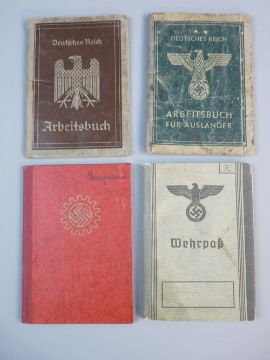 Deutsches Reich
Arbeitsbuch
DEUTSCHES REICH
ARBEITSBUCH
FÜR AUSLÄNDER
Wehrpaß